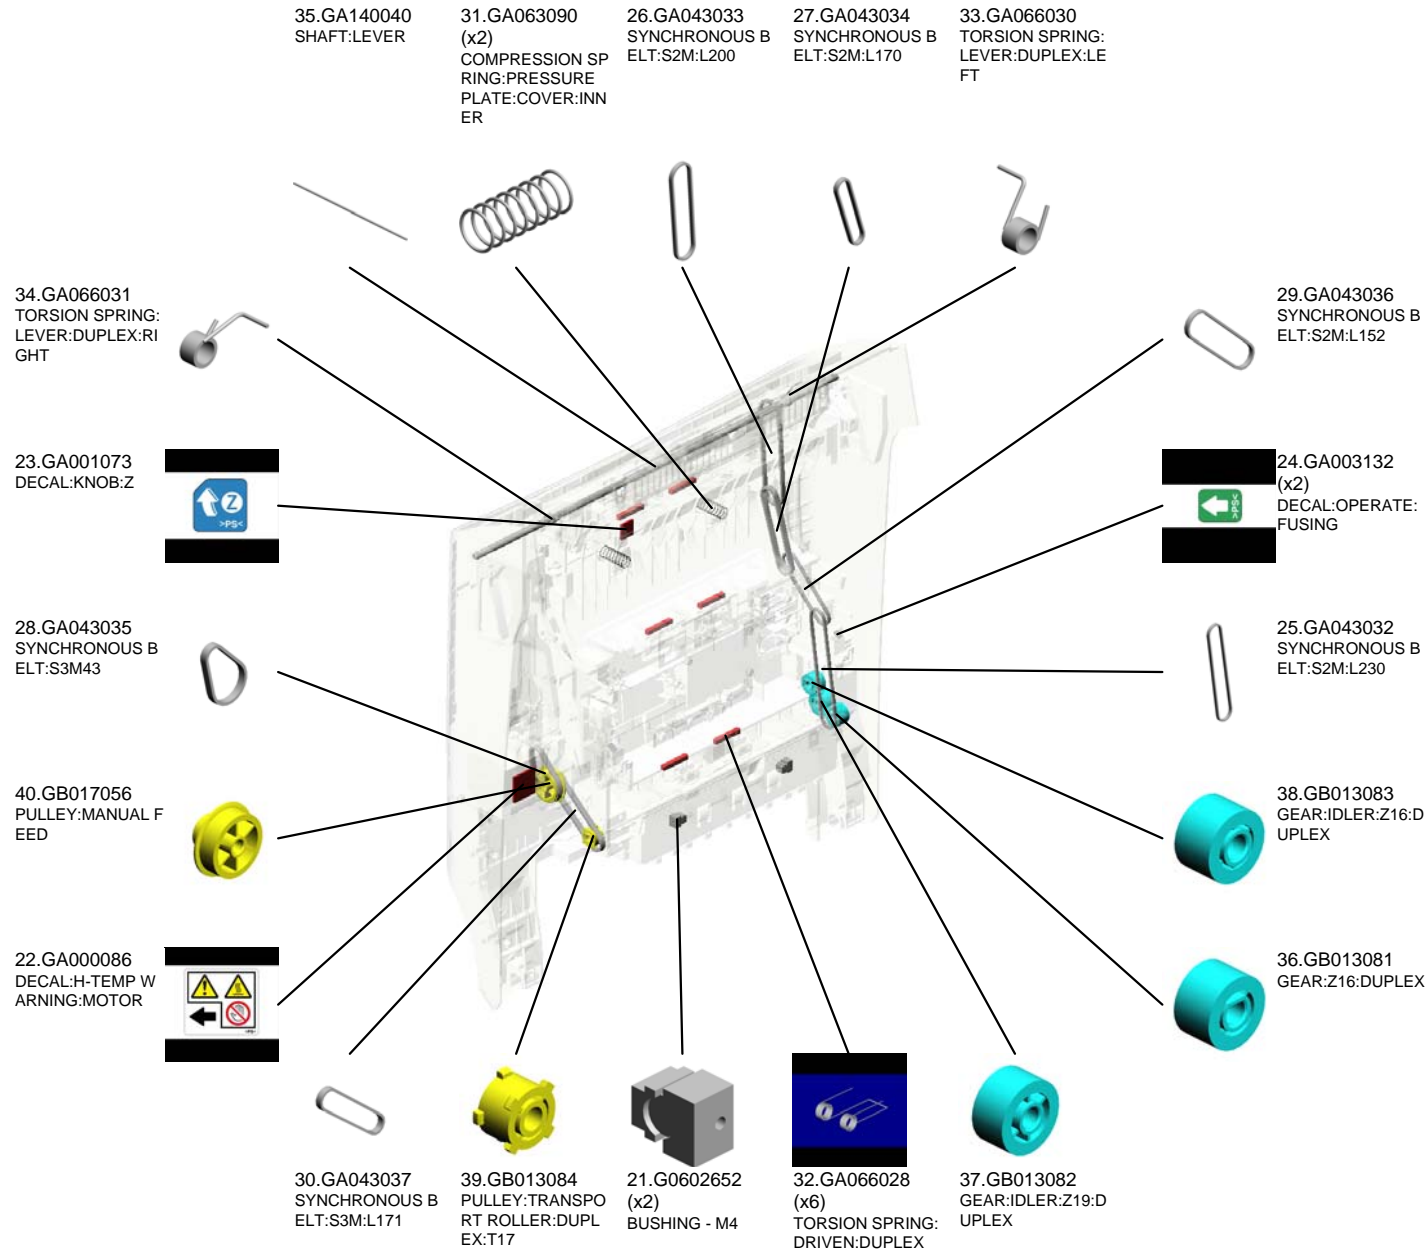 35.GA140040
SHAFT:LEVER
31.GA063090
(x2)
COMPRESSION SP
RING:PRESSURE
PLATE:COVER:INN
ER
26.GA043033
SYNCHRONOUS B
ELT:S2M:L200
27.GA043034
SYNCHRONOUS B
ELT:S2M:L170
33.GA066030
TORSION SPRING:
LEVER:DUPLEX:LE
FT
34.GA066031
TORSION SPRING:
LEVER:DUPLEX:RI
GHT
29.GA043036
SYNCHRONOUS B
ELT:S2M:L152
23.GA001073
DECAL:KNOB:Z
Z
>PS<
24.GA003132
(x2)
DECAL:OPERATE:
FUSING
>PS<
28.GA043035
SYNCHRONOUS B
ELT:S3M43
25.GA043032
SYNCHRONOUS B
ELT:S2M:L230
40.GB017056
PULLEY:MANUAL F
EED
38.GB013083
GEAR:IDLER:Z16:D
UPLEX
22.GA000086
DECAL:H-TEMP W
ARNING:MOTOR
36.GB013081
GEAR:Z16:DUPLEX
30.GA043037
SYNCHRONOUS B
ELT:S3M:L171
39.GB013084
PULLEY:TRANSPO
RT ROLLER:DUPL
EX:T17
21.G0602652
(x2)
BUSHING - M4
32.GA066028
(x6)
TORSION SPRING:
DRIVEN:DUPLEX
37.GB013082
GEAR:IDLER:Z19:D
UPLEX